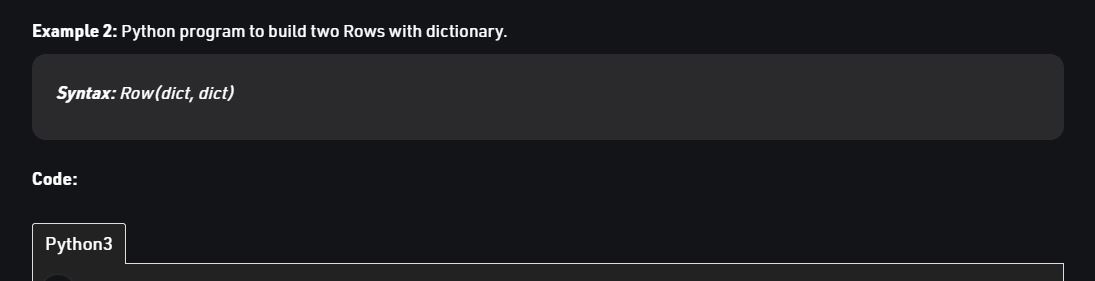 Example 2: Python program to build two Rows with dictionary.
Syntax: Row(dict, dict)
Code:
Python3